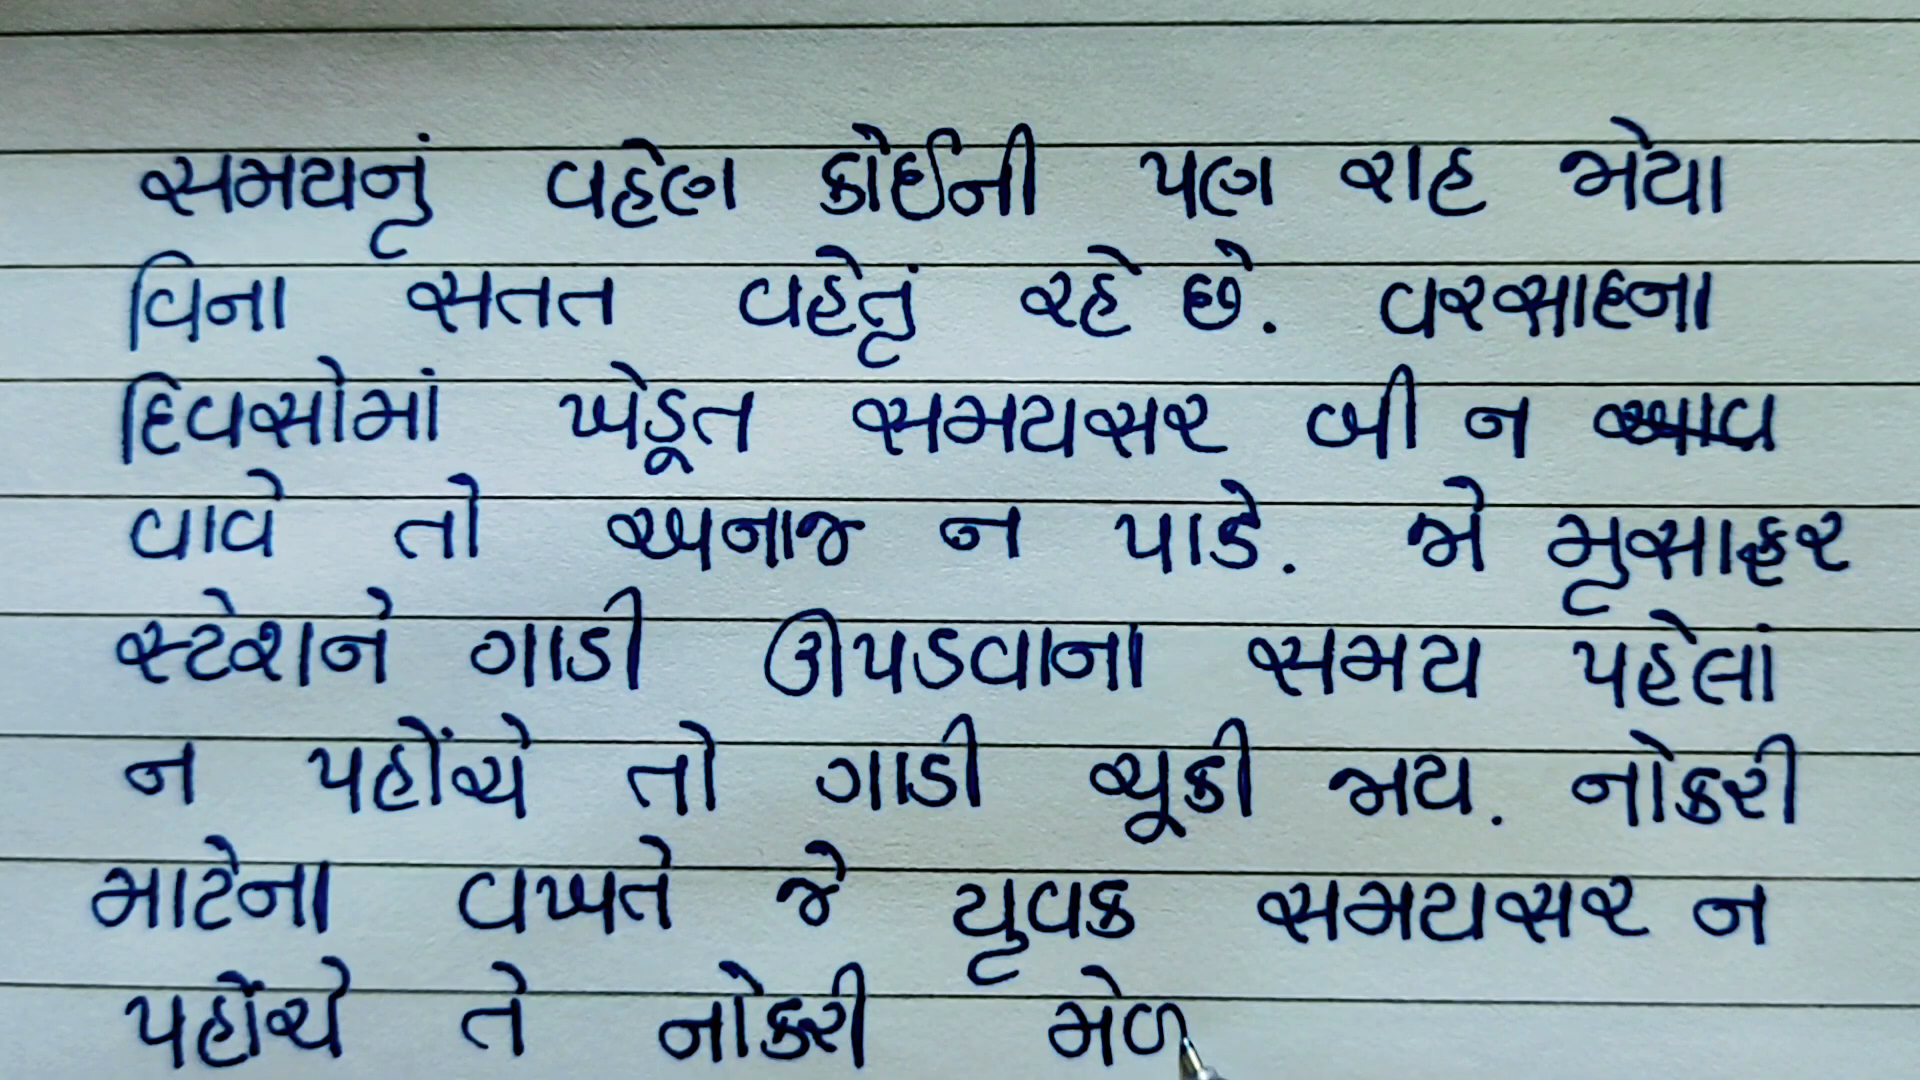 સમયનું વહેણ કોઈની પણ રાહ જોયા
વિના સતત વહેતું રહે છે. વરસાદના
દિવસોમાં ખેડૂત સમયસર બી ન
વાવે તો અનાજ ન પાકે. જો મુસાફર
સ્ટેશને ગાડી ઊપડવાના સમય પહેલાં
ન પહોંચે તો ગાડી ચૂકી જાય. નોકરી
માટેના વખતે જે યુવક સમયસર ન
પહોંચે તે નોકરી મેળ